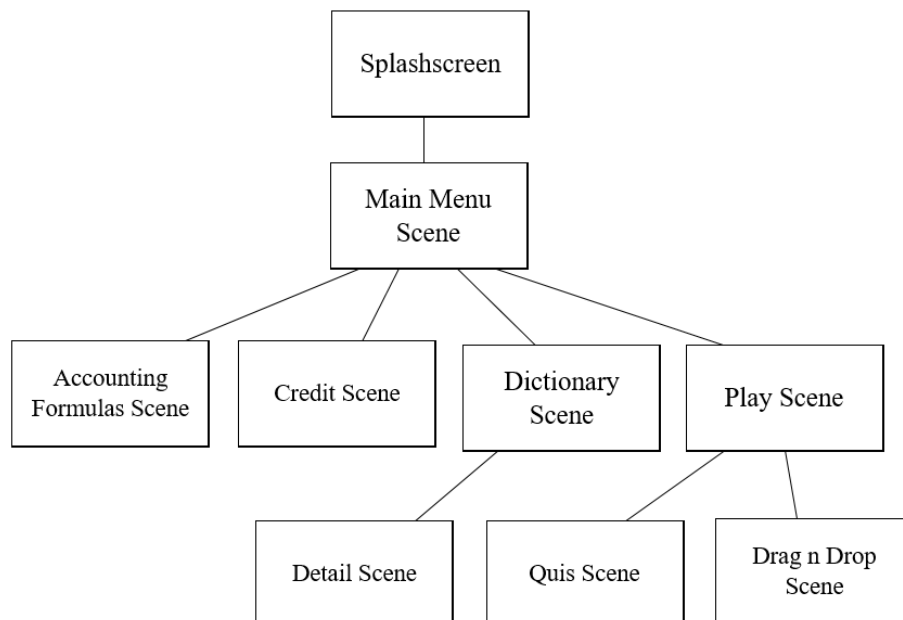 Splashscreen
Main Menu
Scene
Accounting
Formulas Scene
Credit Scene
Dictionary
Scene
Play Scene
Detail Scene
Quis Scene
Drag n Drop
Scene